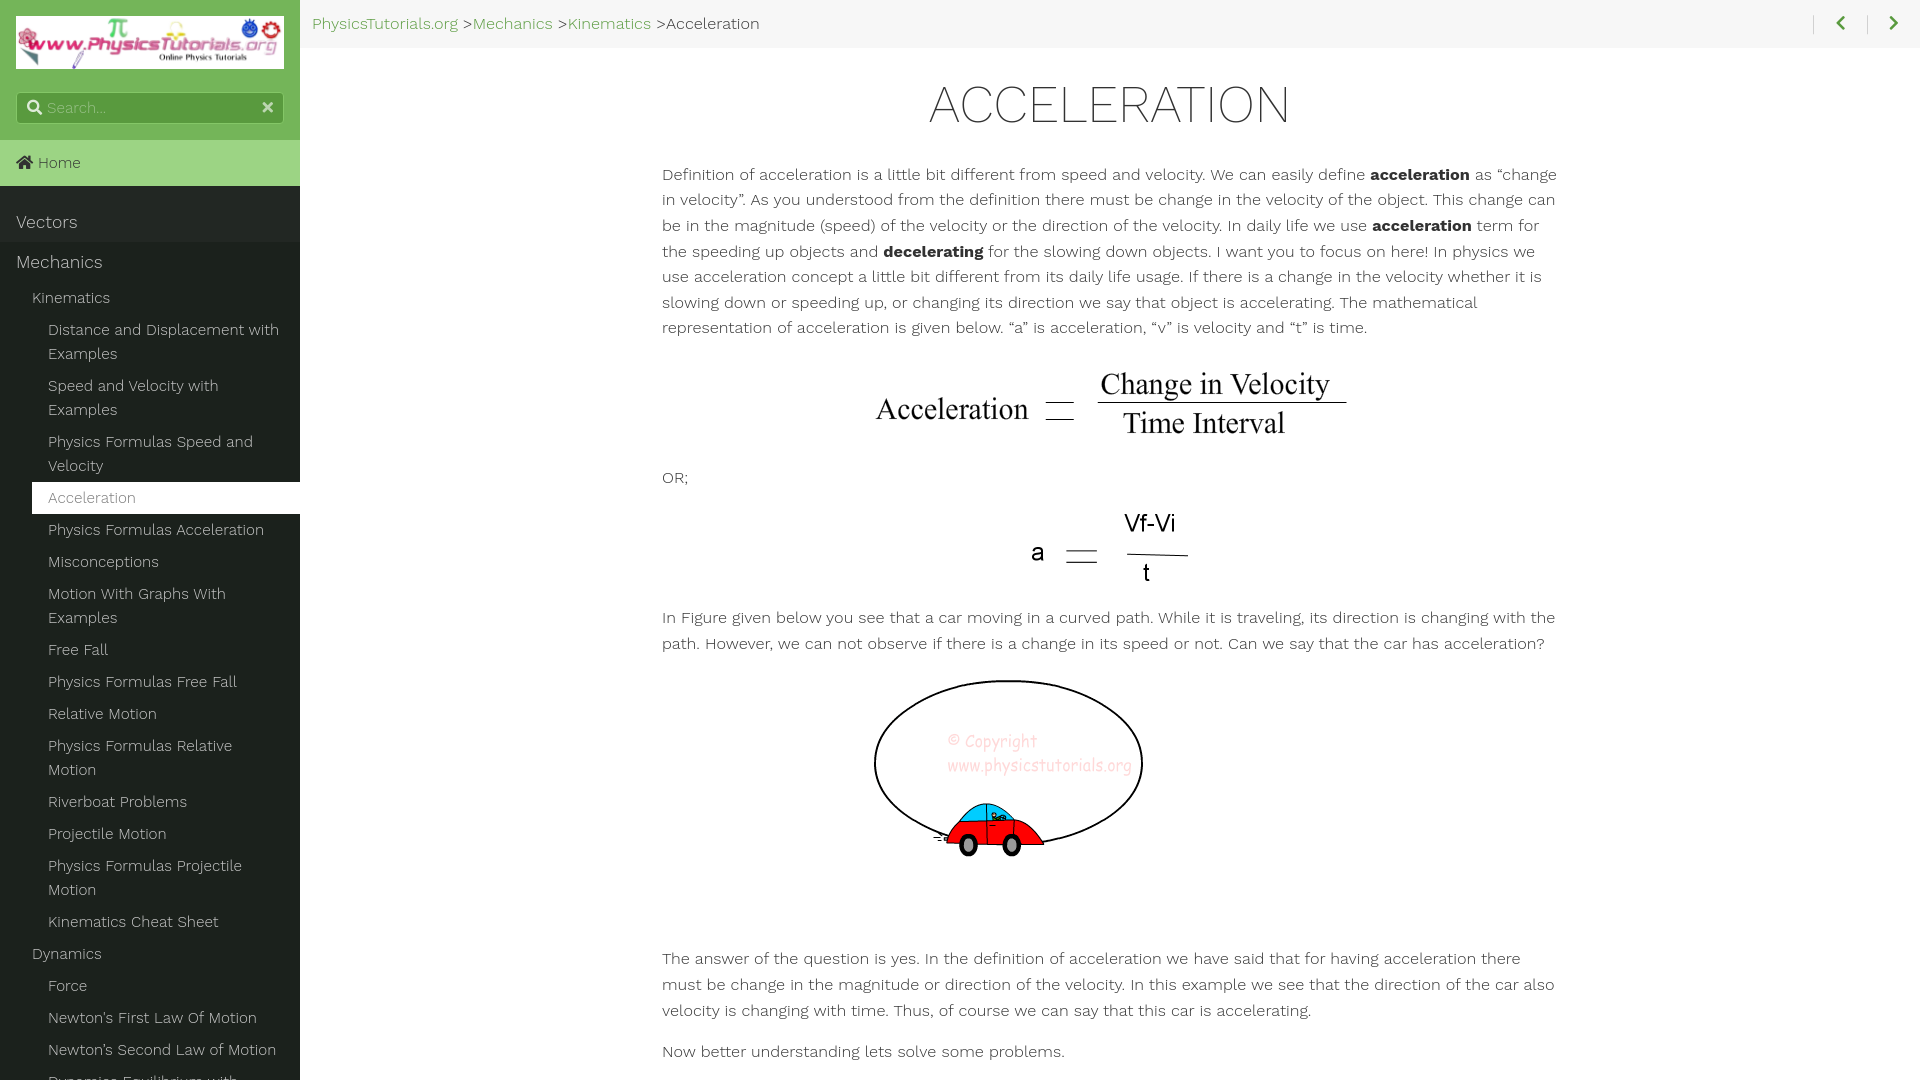 www.PhysicsTutorials.org
Online Physics Tutorials
Search...
Home
Vectors
Mechanics
Kinematics
Distance and Displacement with
Examples
Speed and Velocity with
Examples
Physics Formulas Speed and
Velocity
Acceleration
Physics Formulas Acceleration
Misconceptions
Motion With Graphs With
Examples
Free Fall
Physics Formulas Free Fall
Relative Motion
Physics Formulas Relative
Motion
Riverboat Problems
Projectile Motion
Physics Formulas Projectile
Motion
Kinematics Cheat Sheet
Dynamics
Force
Newton's First Law Of Motion
Newton’s Second Law of Motion
Dynamics Equilibrium with
PhysicsTutorials.org >Mechanics >Kinematics >Acceleration
ACCELERATION
Definition of acceleration is a little bit different from speed and velocity. We can easily define acceleration as “change
in velocity”. As you understood from the definition there must be change in the velocity of the object. This change can
be in the magnitude (speed) of the velocity or the direction of the velocity. In daily life we use acceleration term for
the speeding up objects and decelerating for the slowing down objects. I want you to focus on here! In physics we
use acceleration concept a little bit different from its daily life usage. If there is a change in the velocity whether it is
slowing down or speeding up, or changing its direction we say that object is accelerating. The mathematical
representation of acceleration is given below. “a” is acceleration, “v” is velocity and “t” is time.
Change in Velocity
Acceleration =
Time Interval
OR;
Vf-Vi
a =
t
In Figure given below you see that a car moving in a curved path. While it is traveling, its direction is changing with the
path. However, we can not observe if there is a change in its speed or not. Can we say that the car has acceleration?
© Copyright
www.physicstutorials.org
The answer of the question is yes. In the definition of acceleration we have said that for having acceleration there
must be change in the magnitude or direction of the velocity. In this example we see that the direction of the car also
velocity is changing with time. Thus, of course we can say that this car is accelerating.
Now better understanding lets solve some problems.